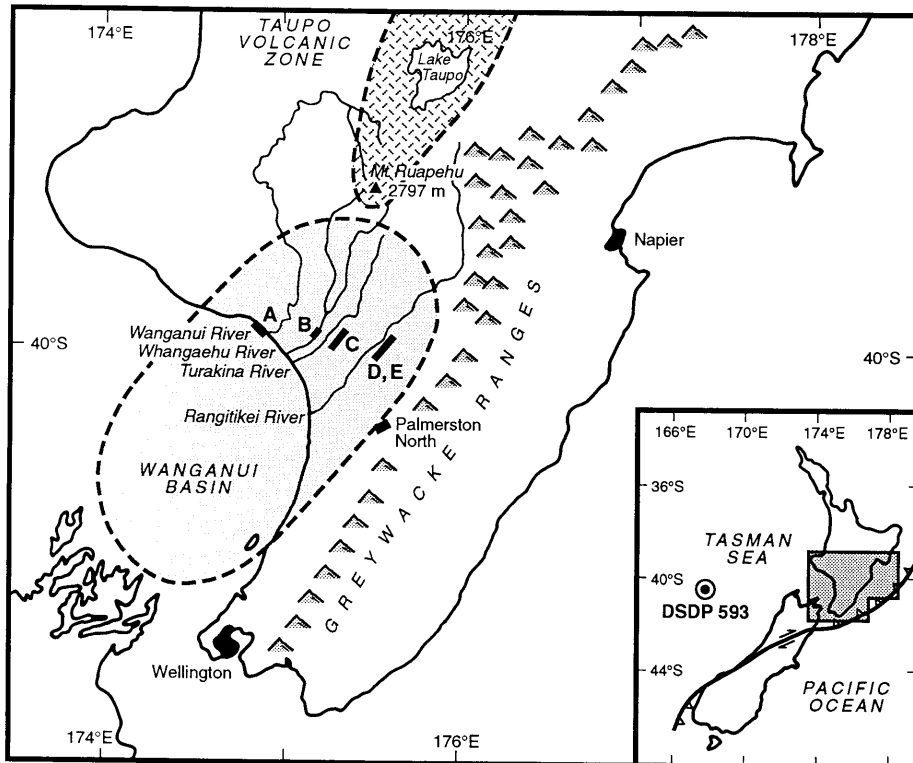 174°E
TAUPO
VOLCANIC
ZONE
176°E
178°E
Lake
Taupo
Mt. Ruapehu
2797 m
Napier
A
B
C
D, E
Wanganui River
Whangaehu River
Turakina River
40°S
40°S
Rangitikei River
Palmerston
North
WANGANUI
BASIN
GREYWACKE RANGES
Wellington
174°E
176°E
166°E
170°E
174°E
178°E
36°S
TASMAN
SEA
40°S
DSDP 593
44°S
PACIFIC
OCEAN